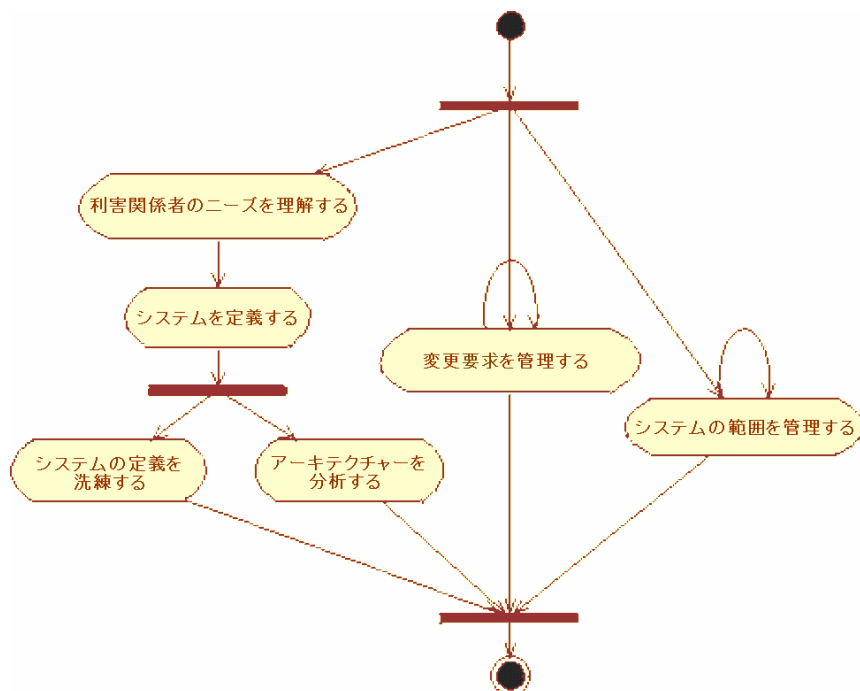 利害関係者のニーズを理解する
システムを定義する
変更要求を管理する
システムの範囲を管理する
システムの定義を
洗練する
アーキテクチャーを
分析する